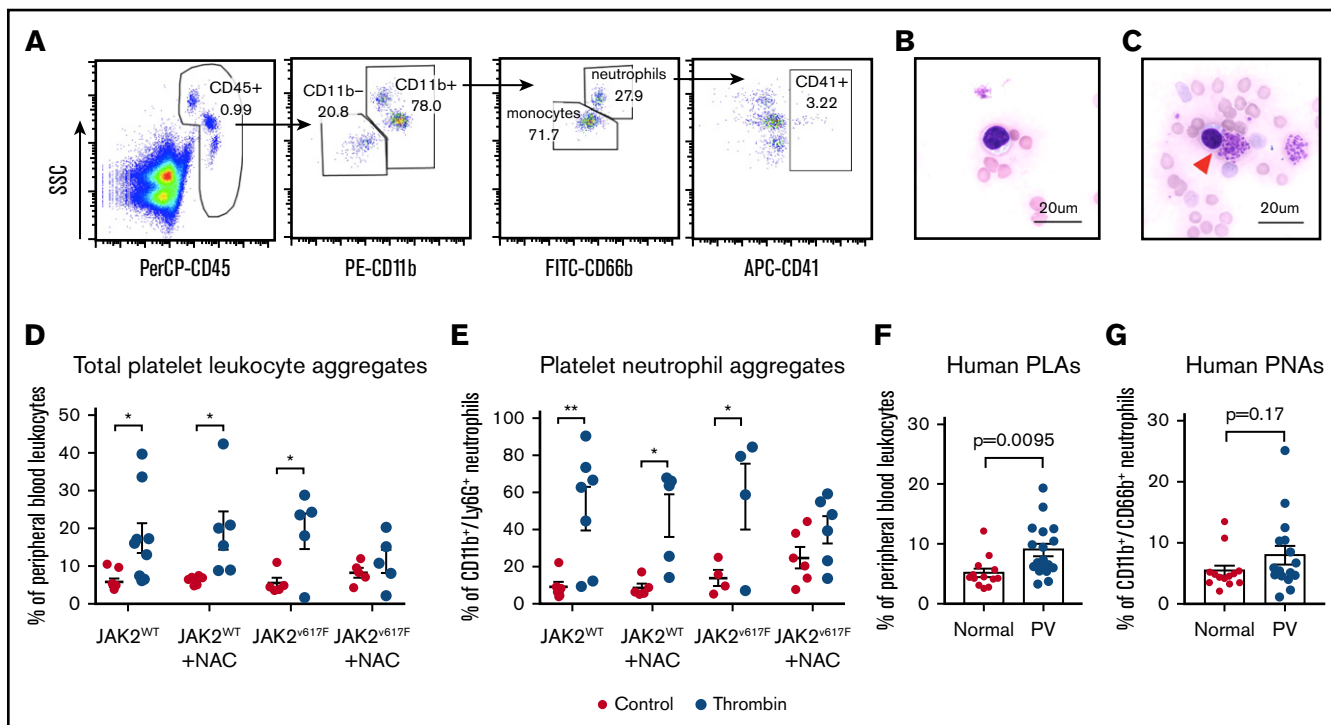 A
SSC
CD45+
0.99
PerCP-CD45
CD11b–
20.8
CD11b+
78.0
PE-CD11b
neutrophils
27.9
monocytes
71.7
FITC-CD66b
CD41+
3.22
APC-CD41
B
20um
C
20um
D
Total platelet leukocyte aggregates
% of peripheral blood leukocytes
50
40
30
20
10
0
*
*
*
JAK2WT
JAK2WT
+NAC
JAK2v617F
JAK2v617F
+NAC
E
Platelet neutrophil aggregates
% of CD11b+/Ly6G+ neutrophils
100
80
60
40
20
0
**
*
*
JAK2WT
JAK2WT
+NAC
JAK2v617F
JAK2v617F
+NAC
Control
Thrombin
F
Human PLAs
% of peripheral blood leukocytes
30
20
10
0
p=0.0095
Normal
PV
G
Human PNAs
% of CD11b+/CD66b+ neutrophils
30
20
10
0
p=0.17
Normal
PV